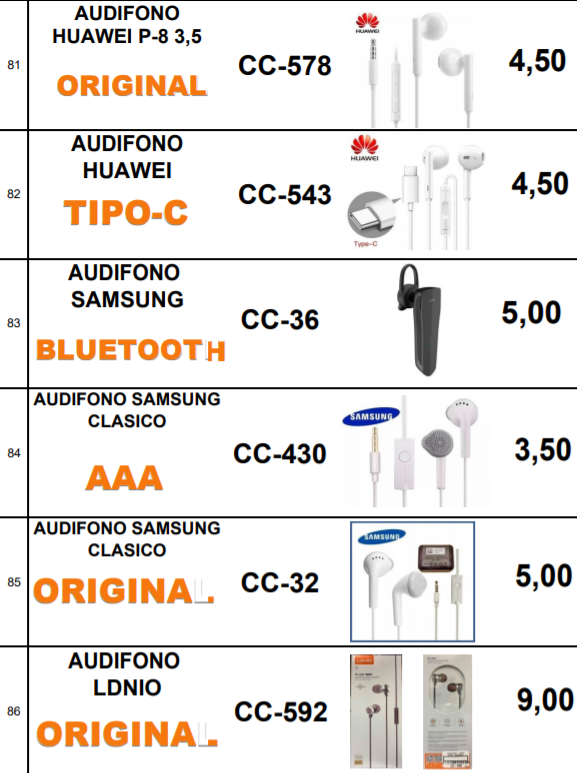 81
AUDIFONO
HUAWEI P-8 3,5
ORIGINAL
CC-578
HUAWEI
4,50
82
AUDIFONO
HUAWEI
TIPO-C
CC-543
HUAWEI
Type-C
4,50
83
AUDIFONO
SAMSUNG
BLUETOOTH
CC-36
5,00
84
AUDIFONO SAMSUNG
CLASICO
AAA
CC-430
SAMSUNG
3,50
85
AUDIFONO SAMSUNG
CLASICO
ORIGINAL
CC-32
SAMSUNG
5,00
86
AUDIFONO
LDNIO
ORIGINAL
CC-592
9,00